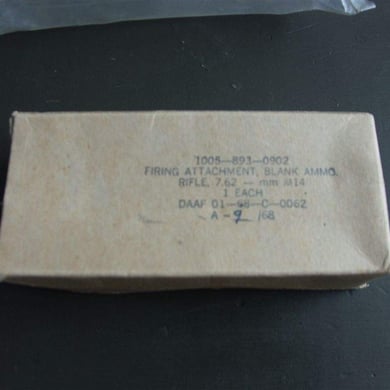 1005—893—0902
FIRING ATTACHMENT, BLANK AMMO.
RIFLE, 7.62 — mm M14
1 EACH
DAAF 01—68—C—0062
A — 9 /68